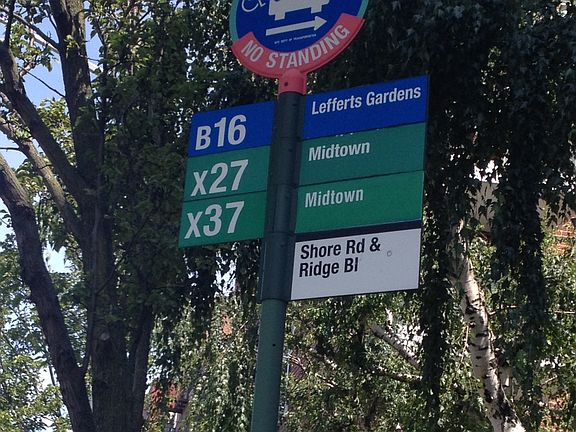 NO STANDING
B16
Lefferts Gardens
X27
Midtown
X37
Midtown
Shore Rd &
Ridge Bl